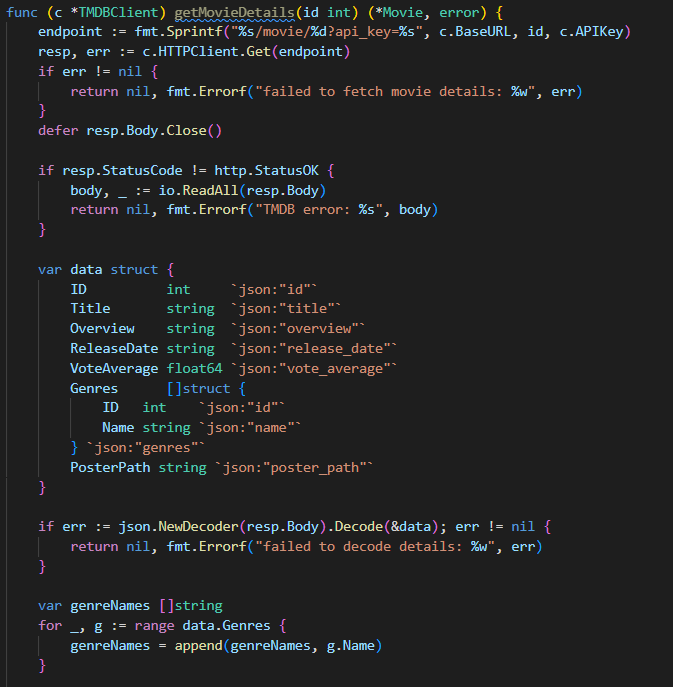 func (c *TMDBClient) getMovieDetails(id int) (*Movie, error) {
    endpoint := fmt.Sprintf("%s/movie/%d?api_key=%s", c.BaseURL, id, c.APIKey)
    resp, err := c.HTTPClient.Get(endpoint)
    if err != nil {
        return nil, fmt.Errorf("failed to fetch movie details: %w", err)
    }
    defer resp.Body.Close()

    if resp.StatusCode != http.StatusOK {
        body, _ := io.ReadAll(resp.Body)
        return nil, fmt.Errorf("TMDB error: %s", body)
    }

    var data struct {
        ID          int     `json:"id"`
        Title       string  `json:"title"`
        Overview    string  `json:"overview"`
        ReleaseDate string  `json:"release_date"`
        VoteAverage float64 `json:"vote_average"`
        Genres      []struct {
            ID   int    `json:"id"`
            Name string `json:"name"`
        } `json:"genres"`
        PosterPath string `json:"poster_path"`
    }

    if err := json.NewDecoder(resp.Body).Decode(&data); err != nil {
        return nil, fmt.Errorf("failed to decode details: %w", err)
    }

    var genreNames []string
    for _, g := range data.Genres {
        genreNames = append(genreNames, g.Name)
    }